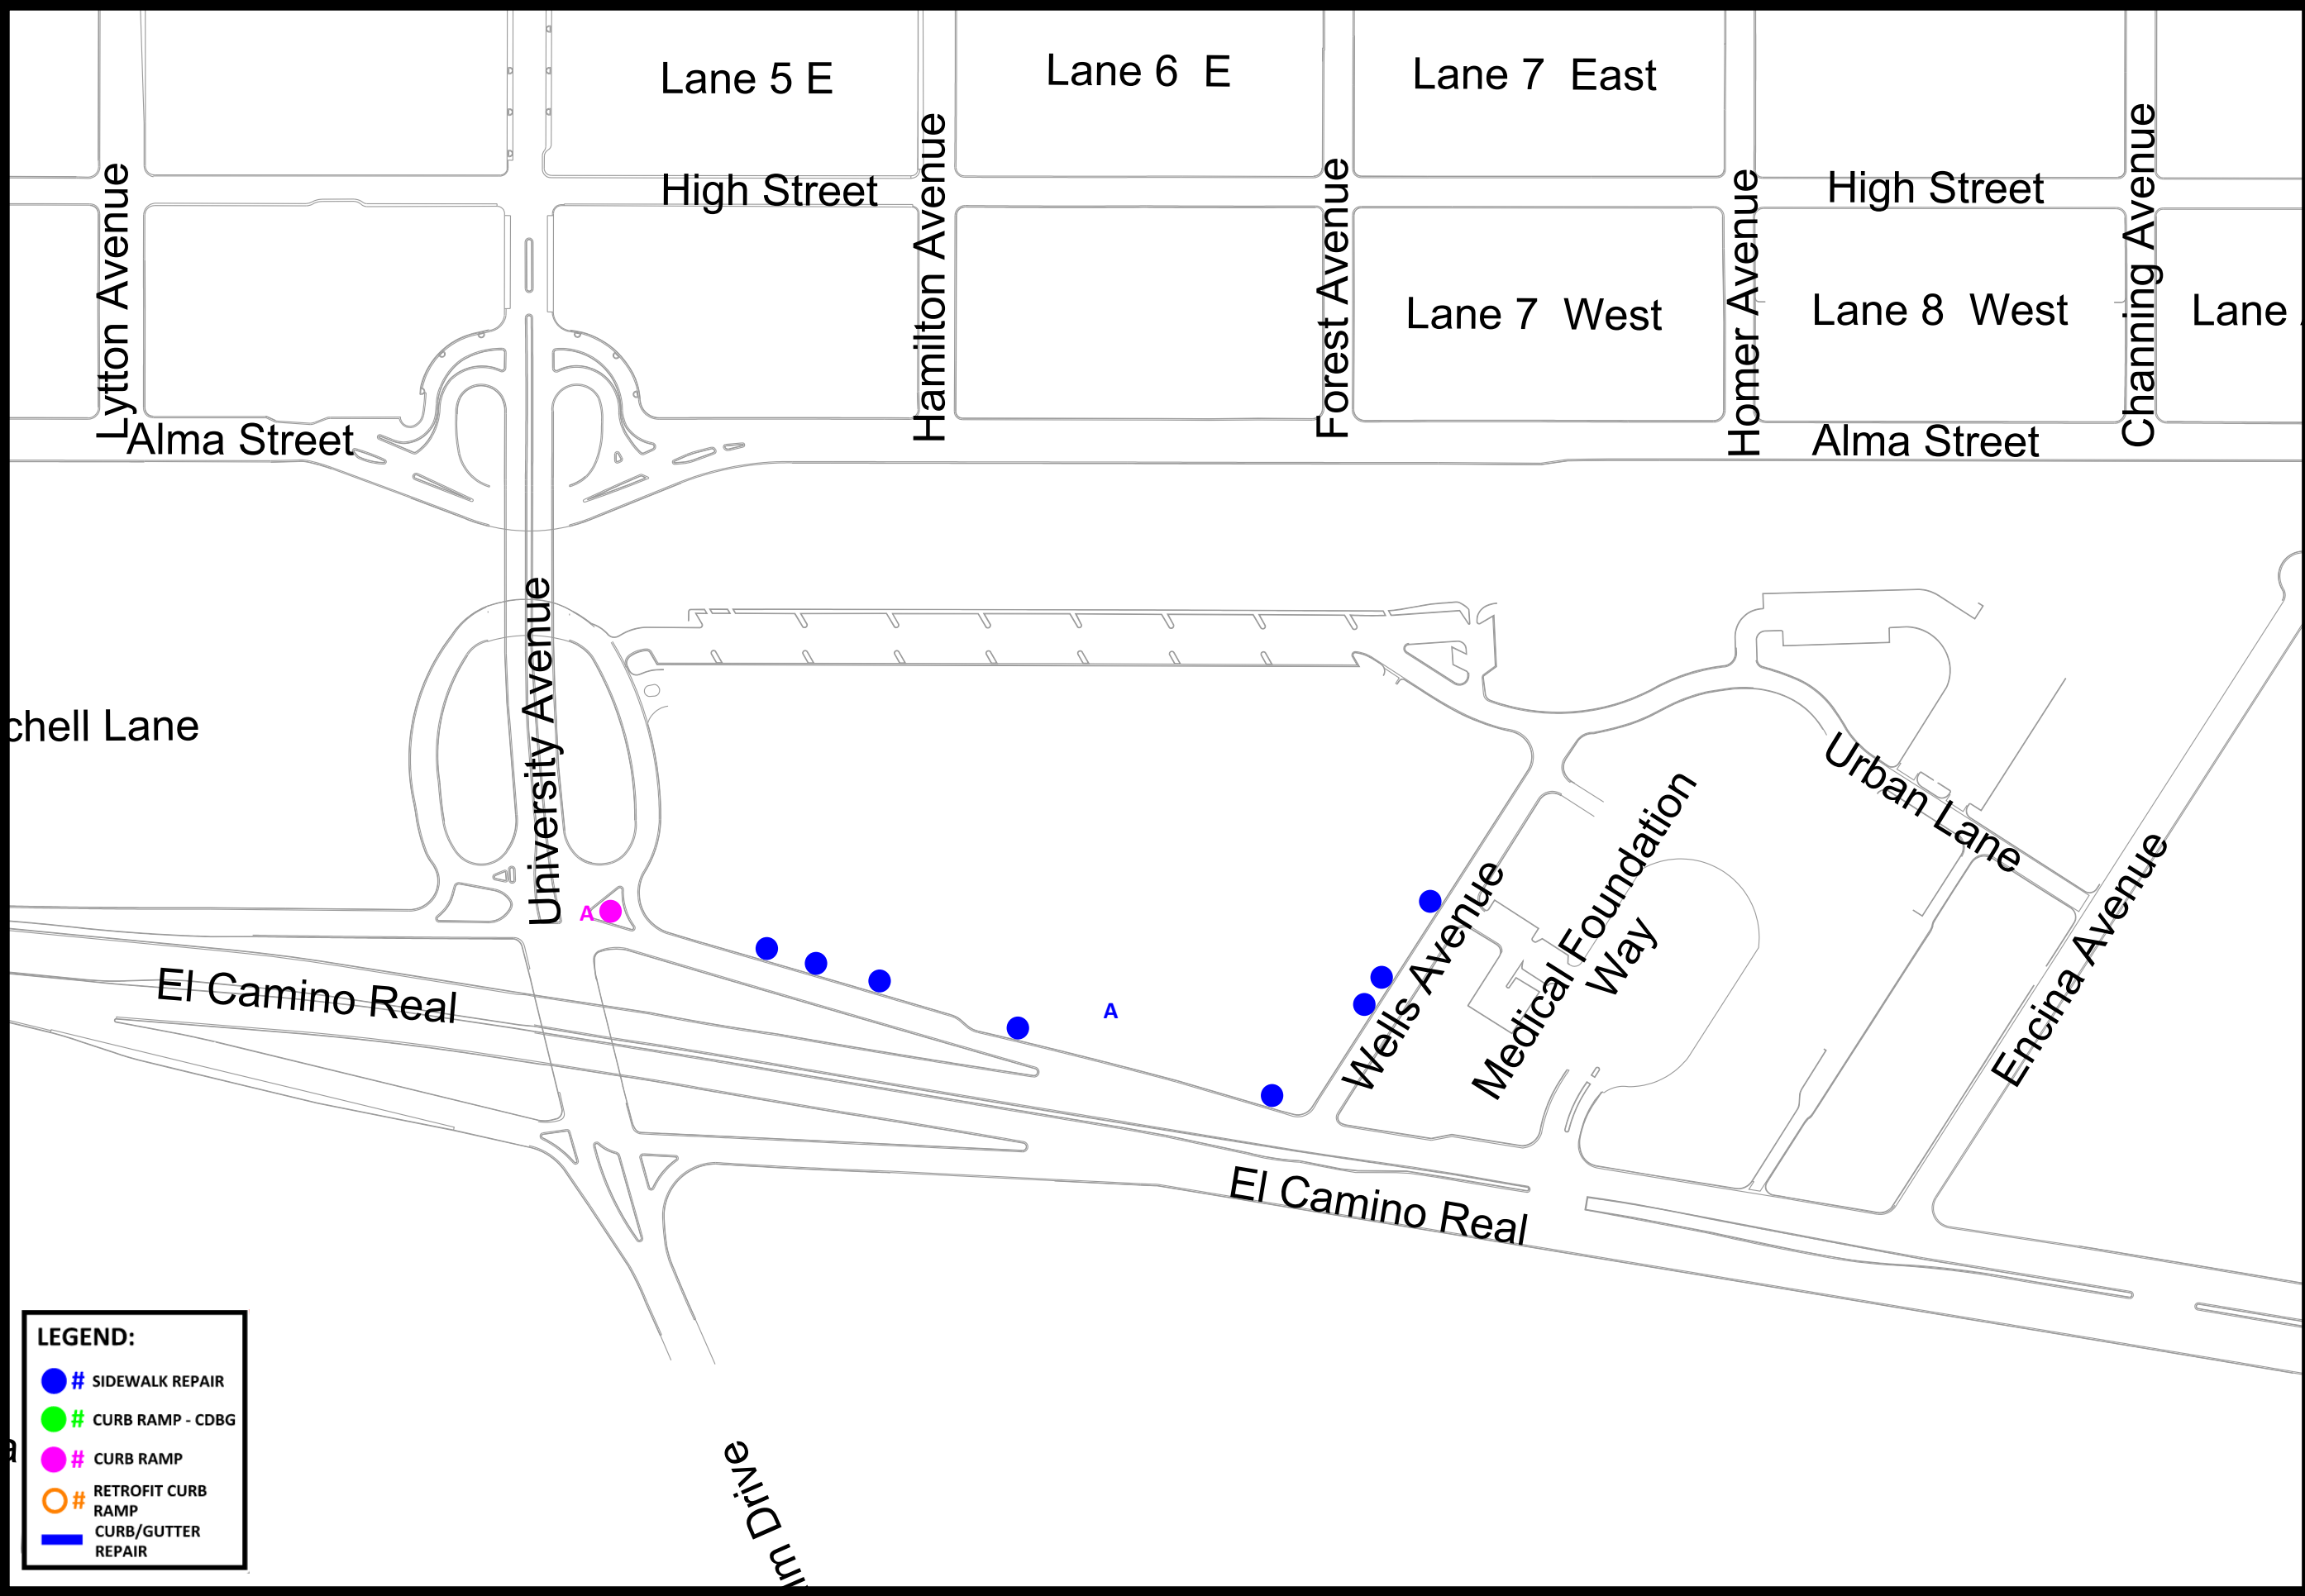 Lane 5 E
Lane 6 E
Lane 7 East
High Street
High Street
Lytton Avenue
Hamilton Avenue
Forest Avenue
Homer Avenue
Channing Avenue
Lane 7 West
Lane 8 West
Lane
Alma Street
Alma Street
University Avenue
chell Lane
Urban Lane
Medical Foundation
Way
Wells Avenue
Encina Avenue
A
A
El Camino Real
El Camino Real
LEGEND:
# SIDEWALK REPAIR
# CURB RAMP - CDBG
# CURB RAMP
# RETROFIT CURB
RAMP
CURB/GUTTER
REPAIR
a
lm Drive